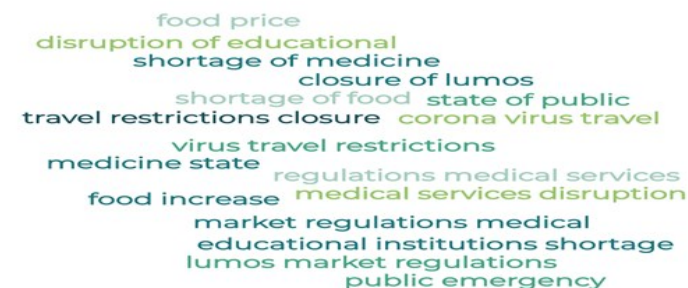 food price
disruption of educational
shortage of medicine
closure of lumos
shortage of food state of public
travel restrictions closure corona virus travel
virus travel restrictions
medicine state
regulations medical services
food increase medical services disruption
market regulations medical
educational institutions shortage
lumos market regulations
public emergency